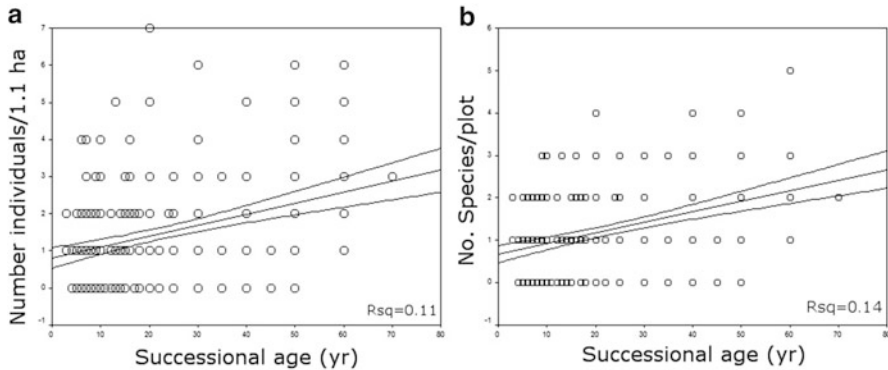 a
Number individuals/1.1 ha
7
6
5
4
3
2
1
0
-1
0 10 20 30 40 50 60 70 80
Rsq=0.11
Successional age (yr)
b
No. Species/plot
6
5
4
3
2
1
0
-1
0 10 20 30 40 50 60 70 80
Rsq=0.14
Successional age (yr)